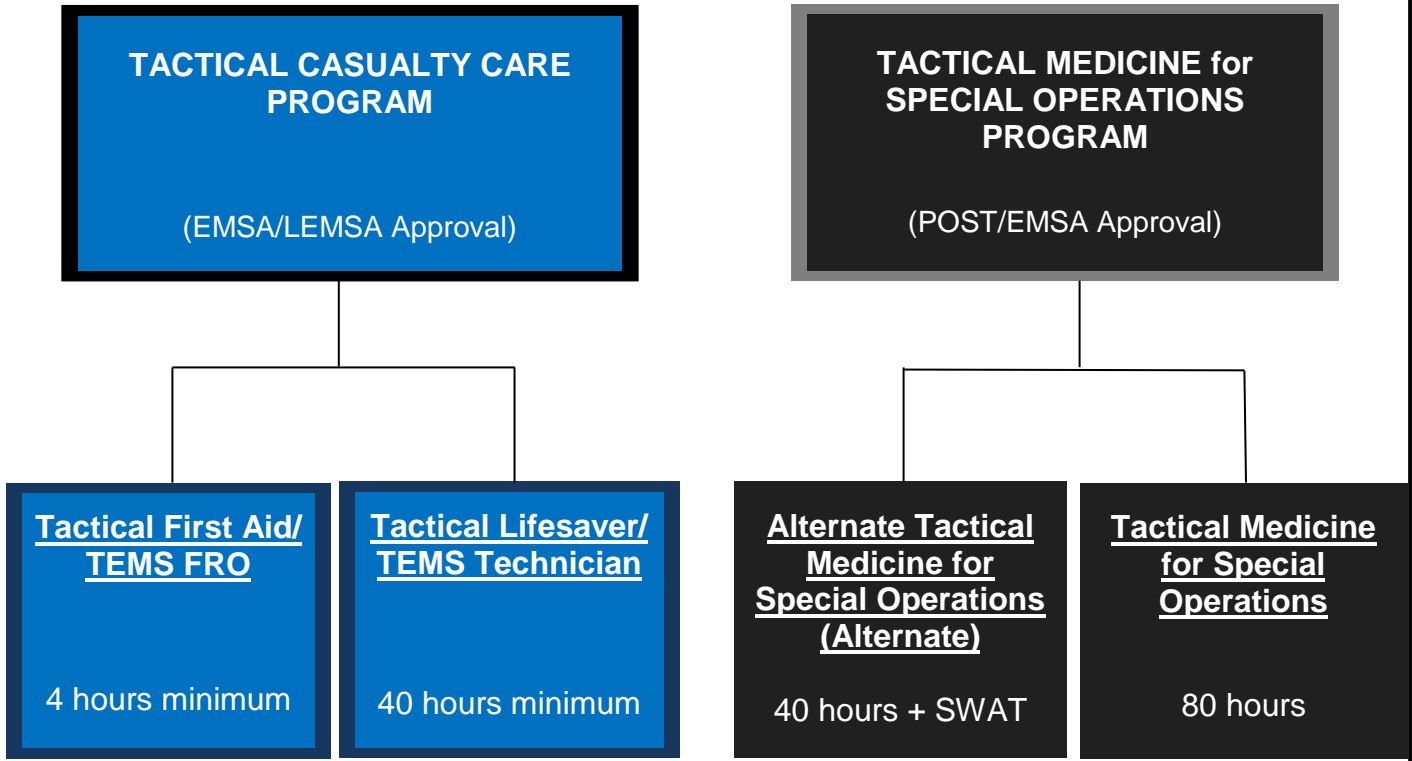 TACTICAL CASUALTY CARE
PROGRAM
(EMSA/LEMSA Approval)
TACTICAL MEDICINE for
SPECIAL OPERATIONS
PROGRAM
(POST/EMSA Approval)
Tactical First Aid/
TEMS FRO
4 hours minimum
Tactical Lifesaver/
TEMS Technician
40 hours minimum
Alternate Tactical
Medicine for
Special Operations
(Alternate)
40 hours + SWAT
Tactical Medicine
for Special
Operations
80 hours